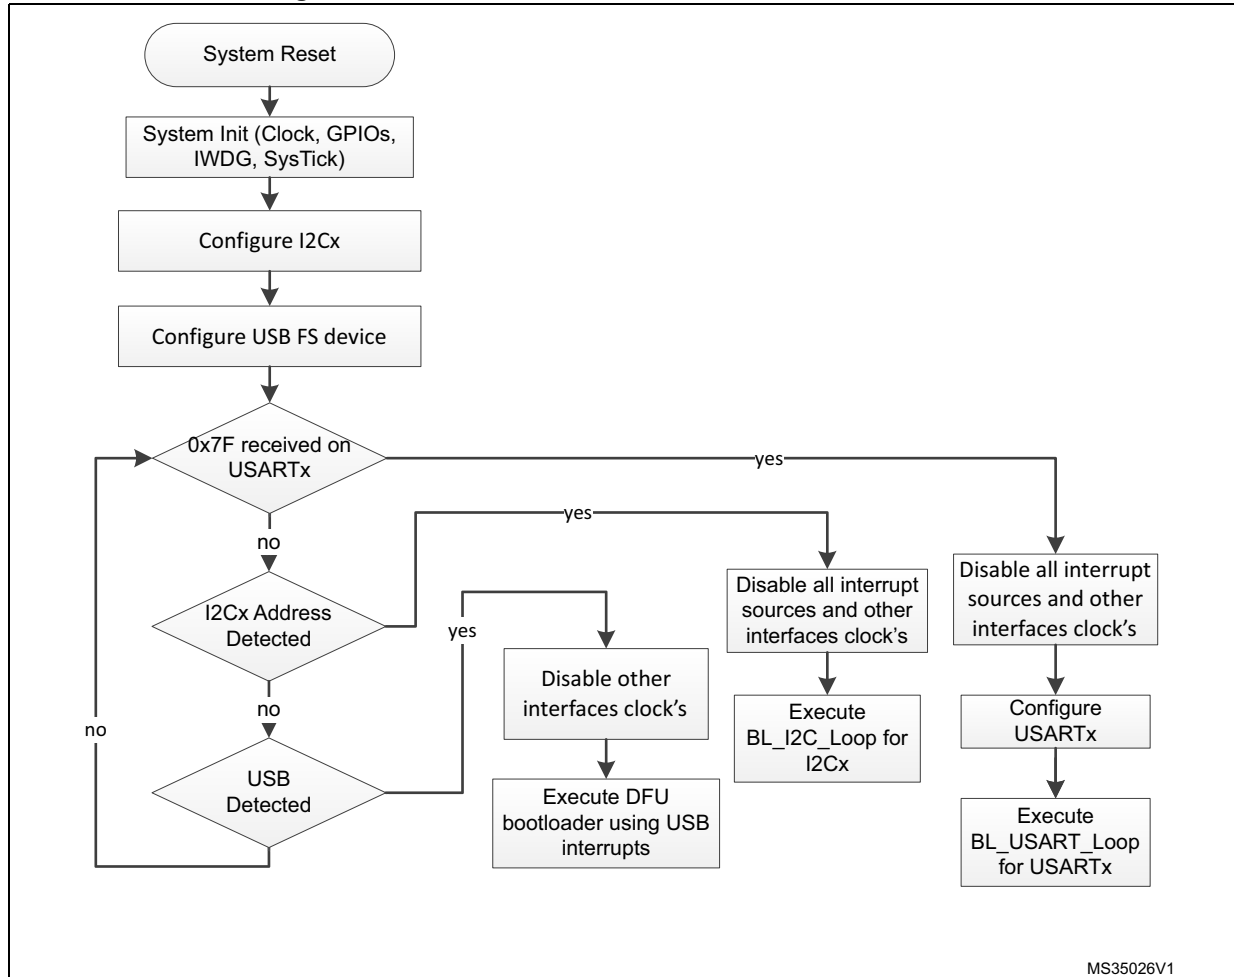 System Reset
System Init (Clock, GPIOs,
IWDG, SysTick)
Configure I2Cx
Configure USB FS device
0x7F received on
USARTx
yes
no
I2Cx Address
Detected
yes
no
USB
Detected
yes
no
Disable other
interfaces clock's
Execute DFU
bootloader using USB
interrupts
Disable all interrupt
sources and other
interfaces clock's
Execute
BL_I2C_Loop for
I2Cx
Disable all interrupt
sources and other
interfaces clock's
Configure
USARTx
Execute
BL_USART_Loop
for USARTx
MS35026V1